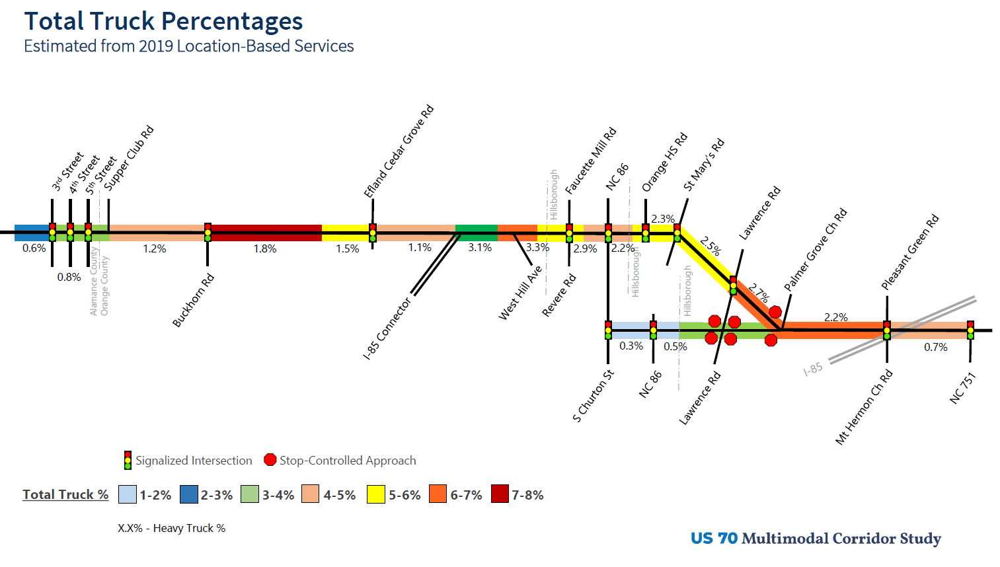 Total Truck Percentages
Estimated from 2019 Location-Based Services
3rd Street
4th Street
5th Street
Supper Club Rd
Efland Cedar Grove Rd
Hillsborough
Faucette Mill Rd
NC 86
Orange HS Rd
St Mary's Rd
Lawrence Rd
Palmer Grove Ch Rd
Pleasant Green Rd
2.3%
0.6%
1.2%
1.8%
1.5%
1.1%
3.1%
3.3%
2.9%
2.2%
2.5%
2.7%
0.8%
Alamance County
Orange County
Buckhorn Rd
I-85 Connector
West Hill Ave
Revere Rd
Hillsborough
Hillsborough
2.2%
0.3%
0.5%
0.7%
I-85
S Churton St
NC 86
Lawrence Rd
Mt Hermon Ch Rd
NC 751
Signalized Intersection
Stop-Controlled Approach
Total Truck % 1-2% 2-3% 3-4% 4-5% 5-6% 6-7% 7-8%
X.X% - Heavy Truck %
US 70 Multimodal Corridor Study